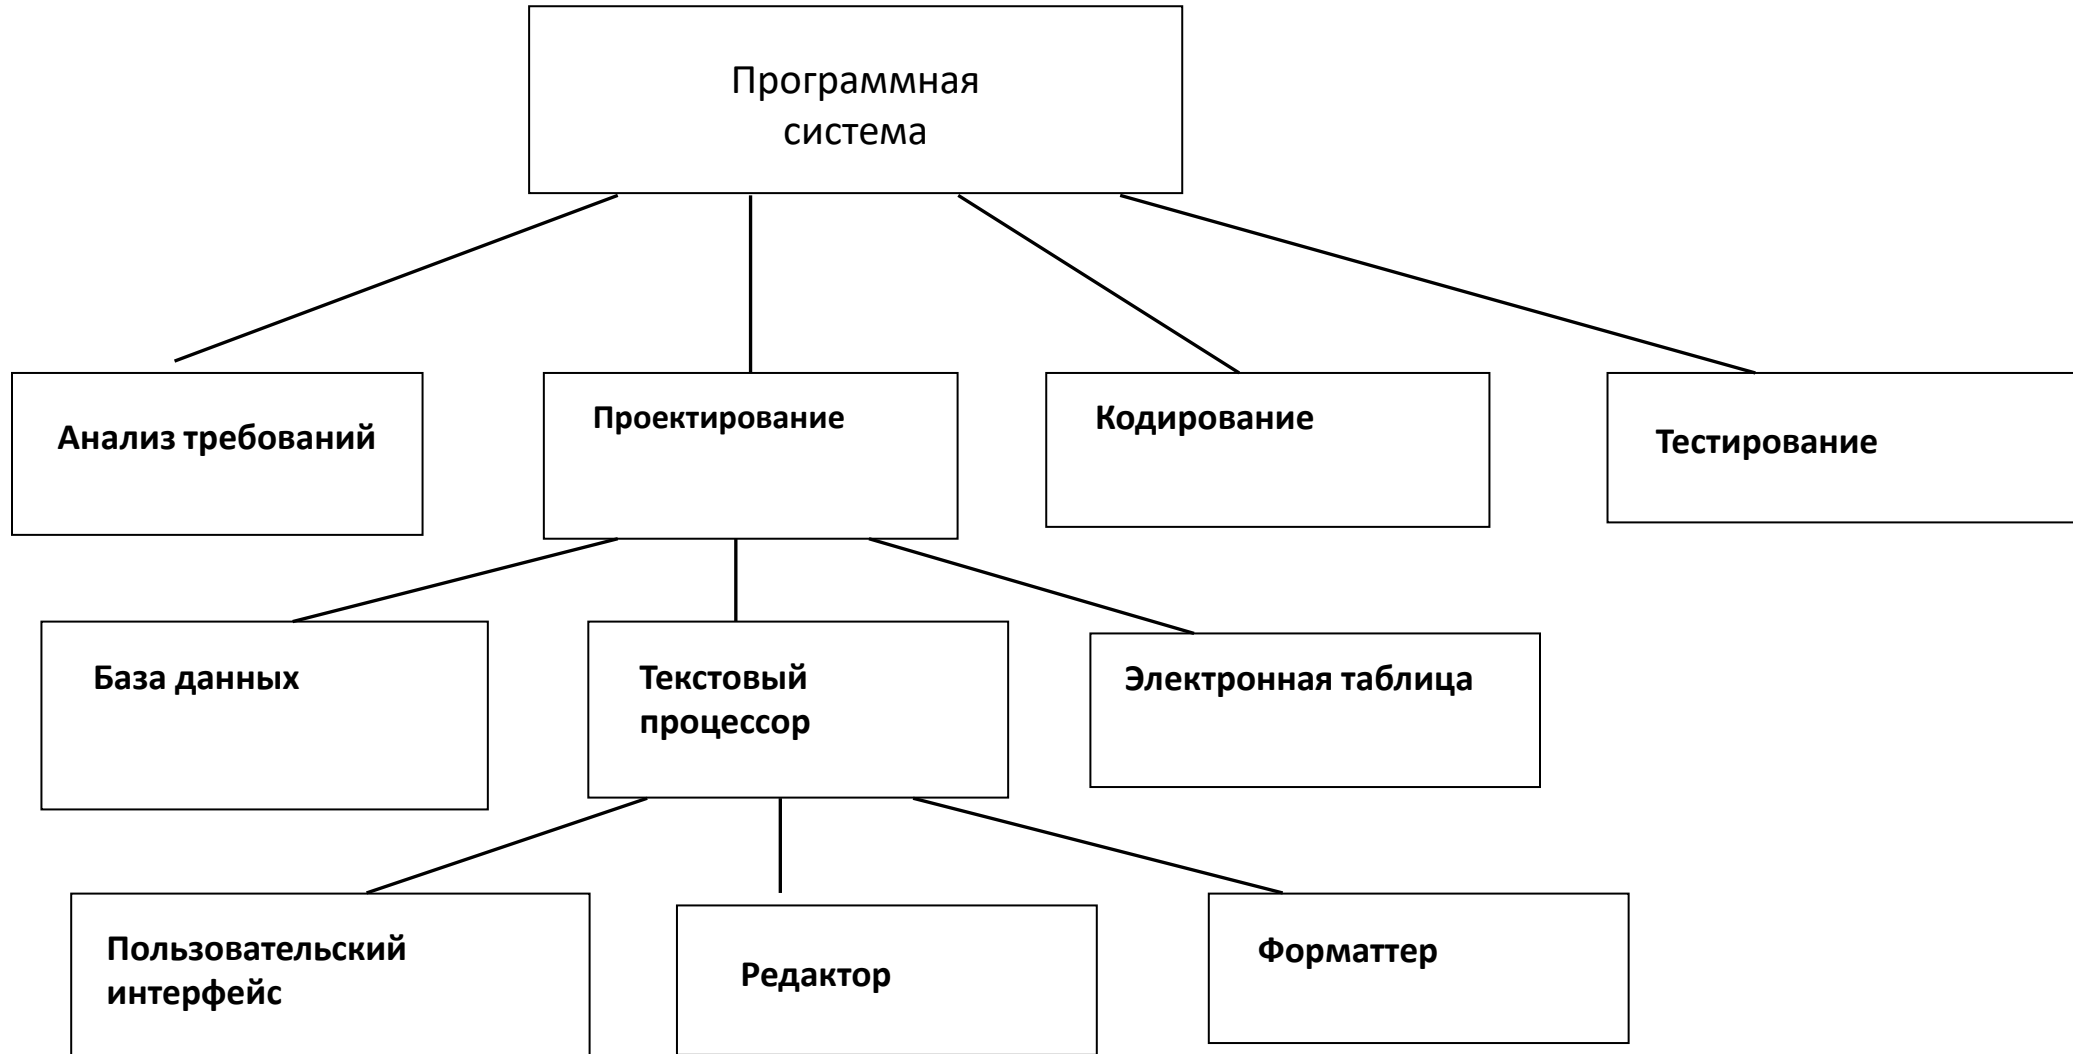 Программная
система
Анализ требований
Проектирование
Кодирование
Тестирование
База данных
Текстовый
процессор
Электронная таблица
Пользовательский
интерфейс
Редактор
Форматтер